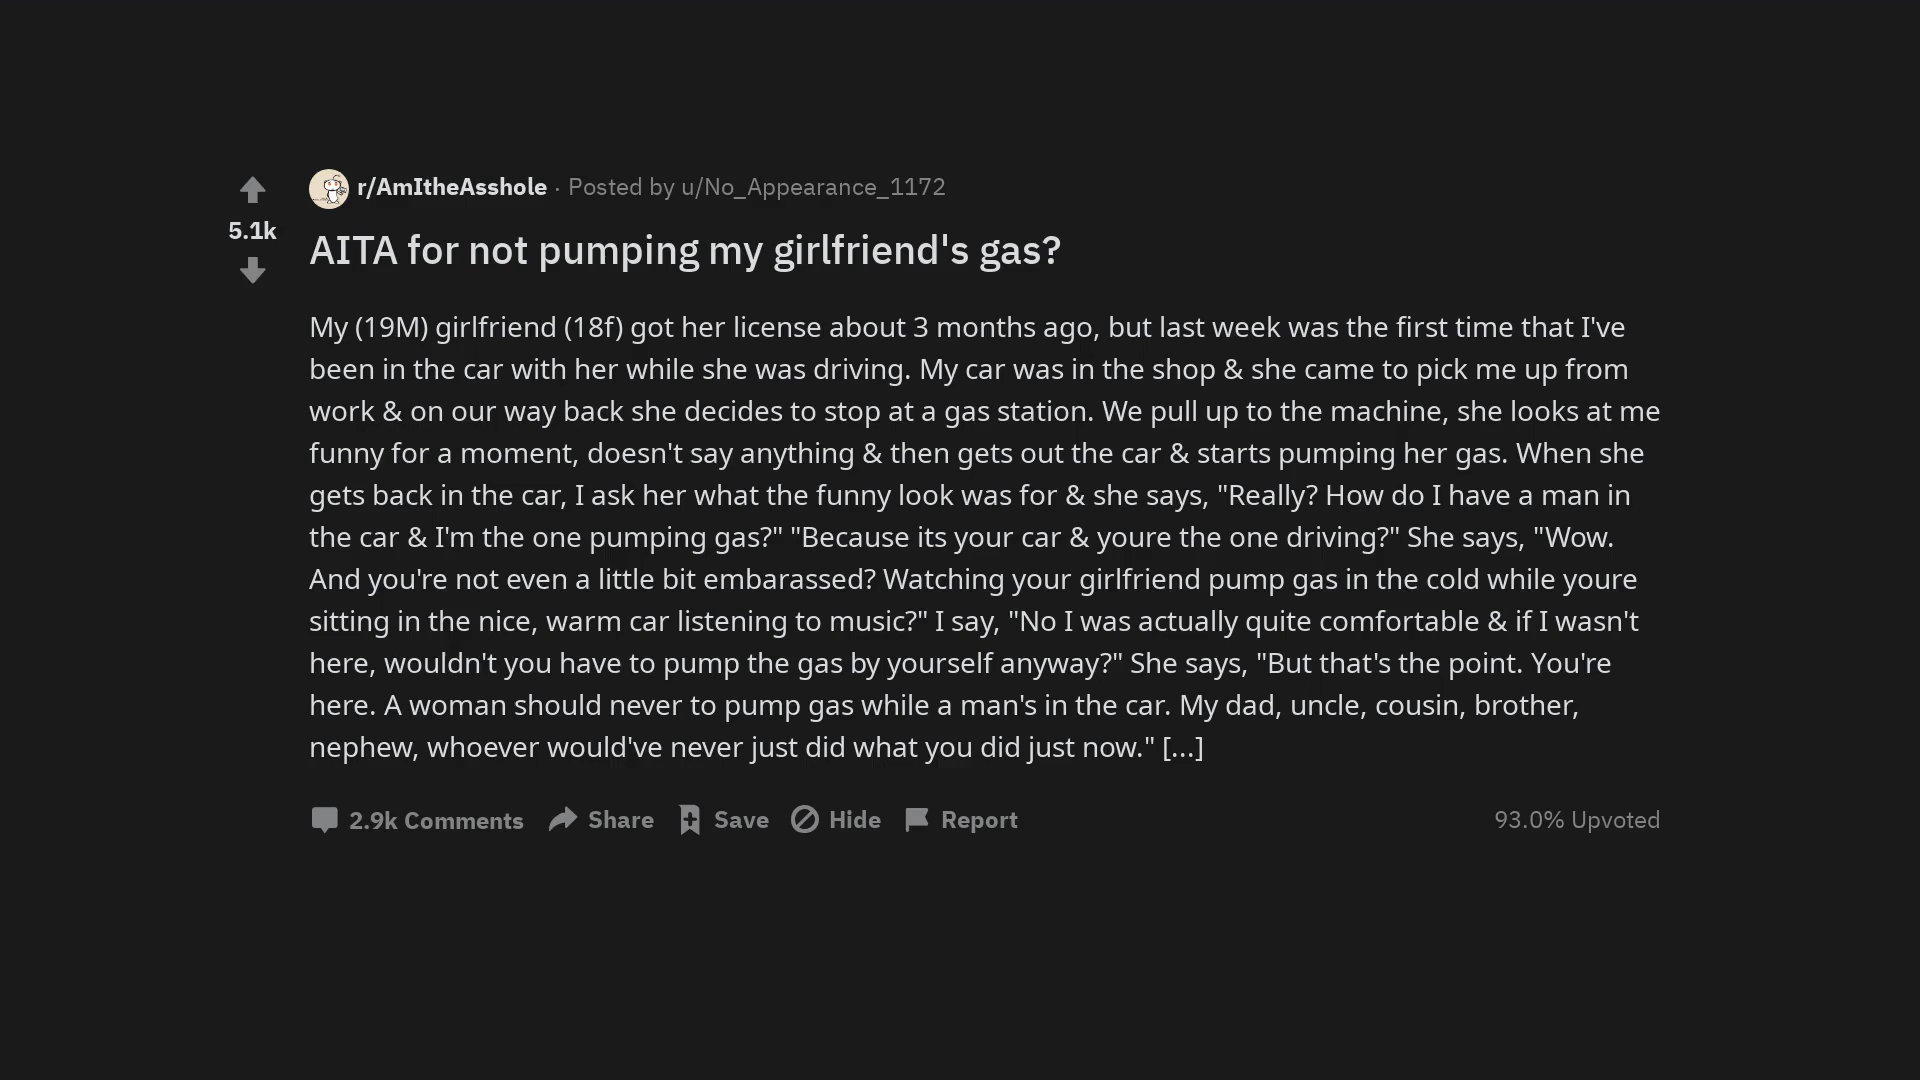 r/AmItheAsshole · Posted by u/No_Appearance_1172
5.1k
AITA for not pumping my girlfriend's gas?
My (19M) girlfriend (18f) got her license about 3 months ago, but last week was the first time that I've
been in the car with her while she was driving. My car was in the shop & she came to pick me up from
work & on our way back she decides to stop at a gas station. We pull up to the machine, she looks at me
funny for a moment, doesn't say anything & then gets out the car & starts pumping her gas. When she
gets back in the car, I ask her what the funny look was for & she says, "Really? How do I have a man in
the car & I'm the one pumping gas?" "Because its your car & youre the one driving?" She says, "Wow.
And you're not even a little bit embarassed? Watching your girlfriend pump gas in the cold while youre
sitting in the nice, warm car listening to music?" I say, "No I was actually quite comfortable & if I wasn't
here, wouldn't you have to pump the gas by yourself anyway?" She says, "But that's the point. You're
here. A woman should never to pump gas while a man's in the car. My dad, uncle, cousin, brother,
nephew, whoever would've never just did what you did just now." [...]
2.9k Comments Share Save Hide Report 93.0% Upvoted